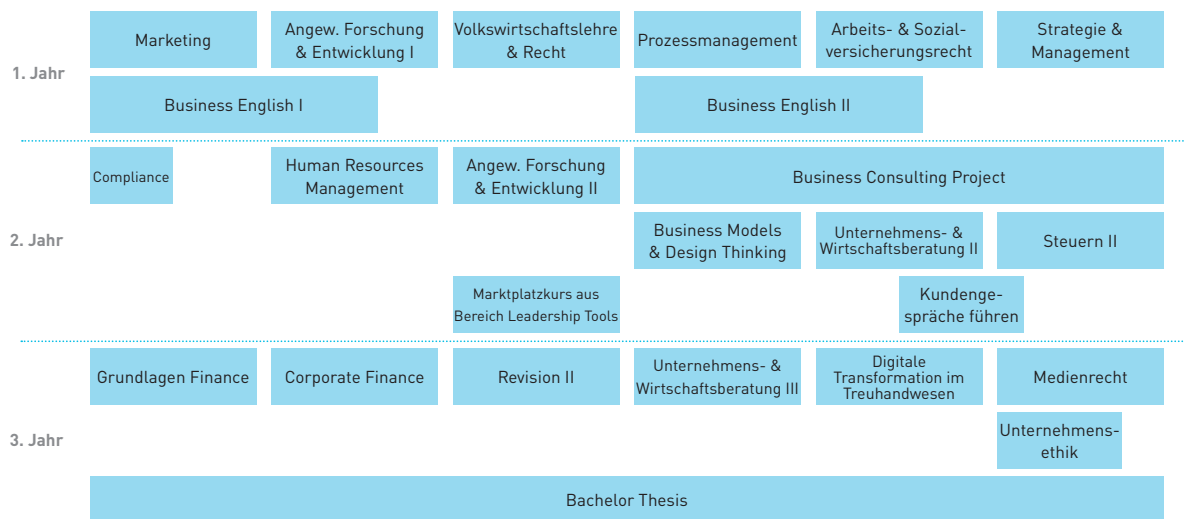 1. Jahr
Marketing
Angew. Forschung
& Entwicklung I
Volkswirtschaftslehre
& Recht
Prozessmanagement
Arbeits- & Sozial-
versicherungsrecht
Strategie &
Management
Business English I
Business English II
2. Jahr
Compliance
Human Resources
Management
Angew. Forschung
& Entwicklung II
Business Consulting Project
Business Models
& Design Thinking
Unternehmens- &
Wirtschaftsberatung II
Steuern II
Marktplatzkurs aus
Bereich Leadership Tools
Kundenge-
spräche führen
3. Jahr
Grundlagen Finance
Corporate Finance
Revision II
Unternehmens- &
Wirtschaftsberatung III
Digitale
Transformation im
Treuhandwesen
Medienrecht
Unternehmens-
ethik
Bachelor Thesis